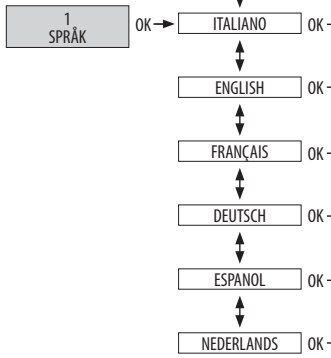 1
SPRÅK
OK
ITALIANO
OK
ENGLISH
OK
FRANÇAIS
OK
DEUTSCH
OK
ESPANOL
OK
NEDERLANDS
OK